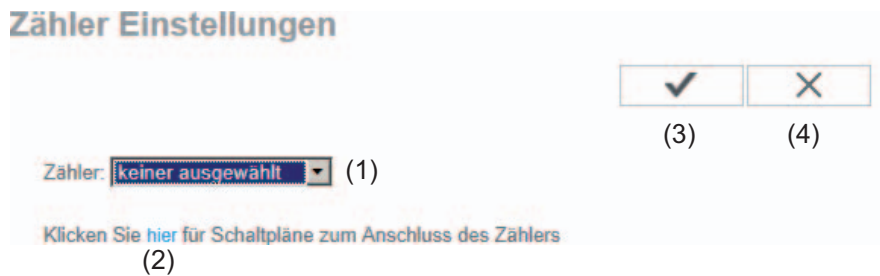 Zähler Einstellungen
(3) (4)
Zähler: keiner ausgewählt (1)
Klicken Sie hier für Schaltpläne zum Anschluss des Zählers
(2)